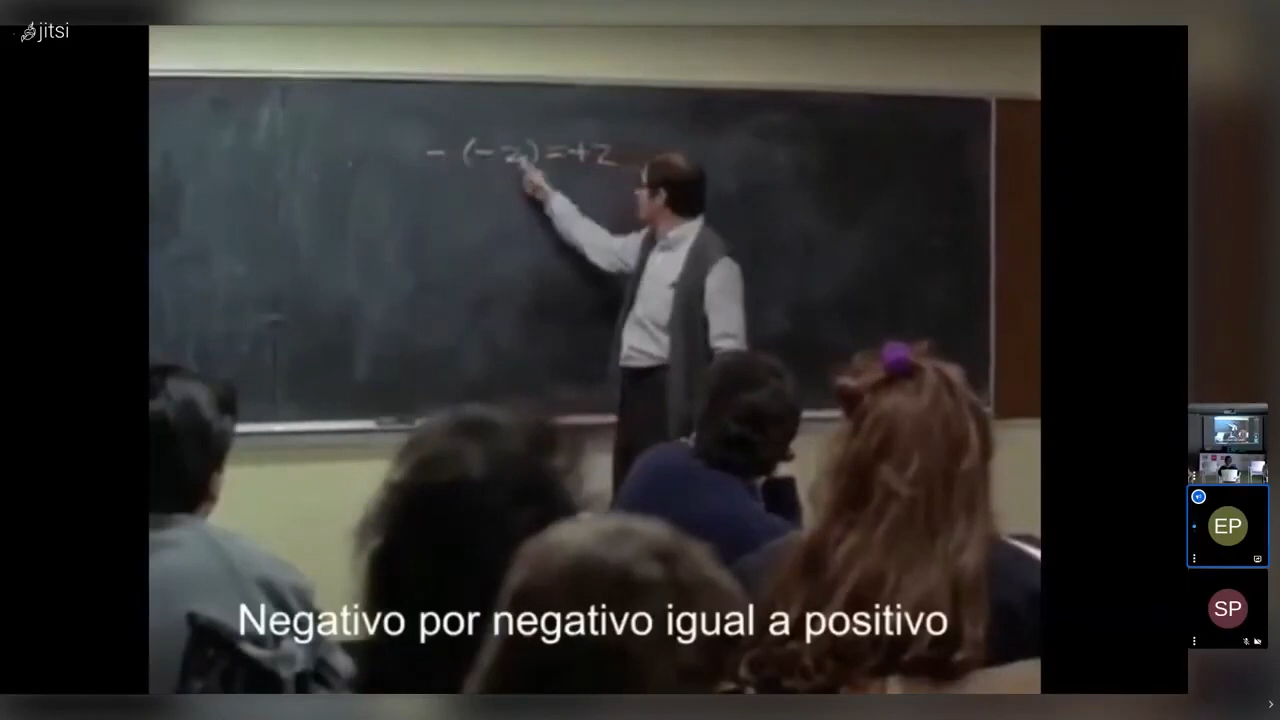 jitsi
- (-2) = +2
Negativo por negativo igual a positivo
EP
SP